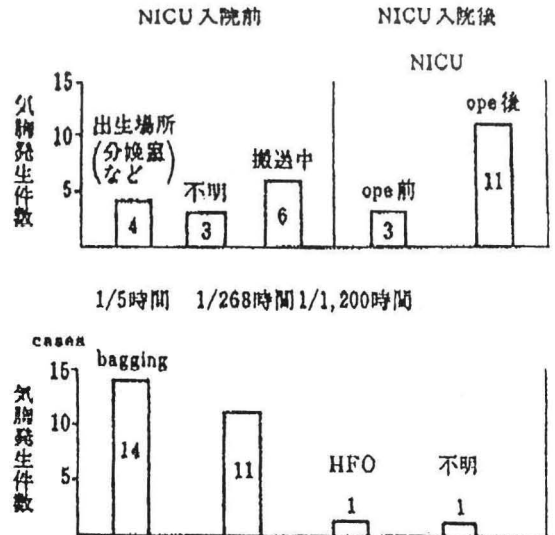 NICU入院前 NICU入院後
NICU
気胸発生件数
15
10
5
出生場所
(分娩室)
など
4
不明
3
搬送中
6
ope前
3
ope後
11
1/5時間 1/268時間 1/1,200時間
cases
気胸発生件数
15
10
5
bagging
14
11
HFO
1
不明
1